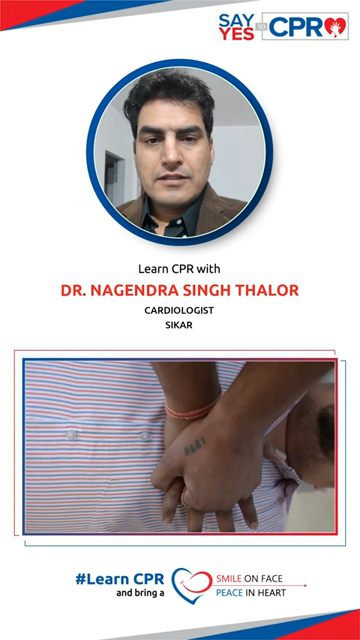 SAY
YES TO CPR
Learn CPR with
DR. NAGENDRA SINGH THALOR
CARDIOLOGIST
SIKAR
#Learn CPR
and bring a
SMILE ON FACE
PEACE IN HEART